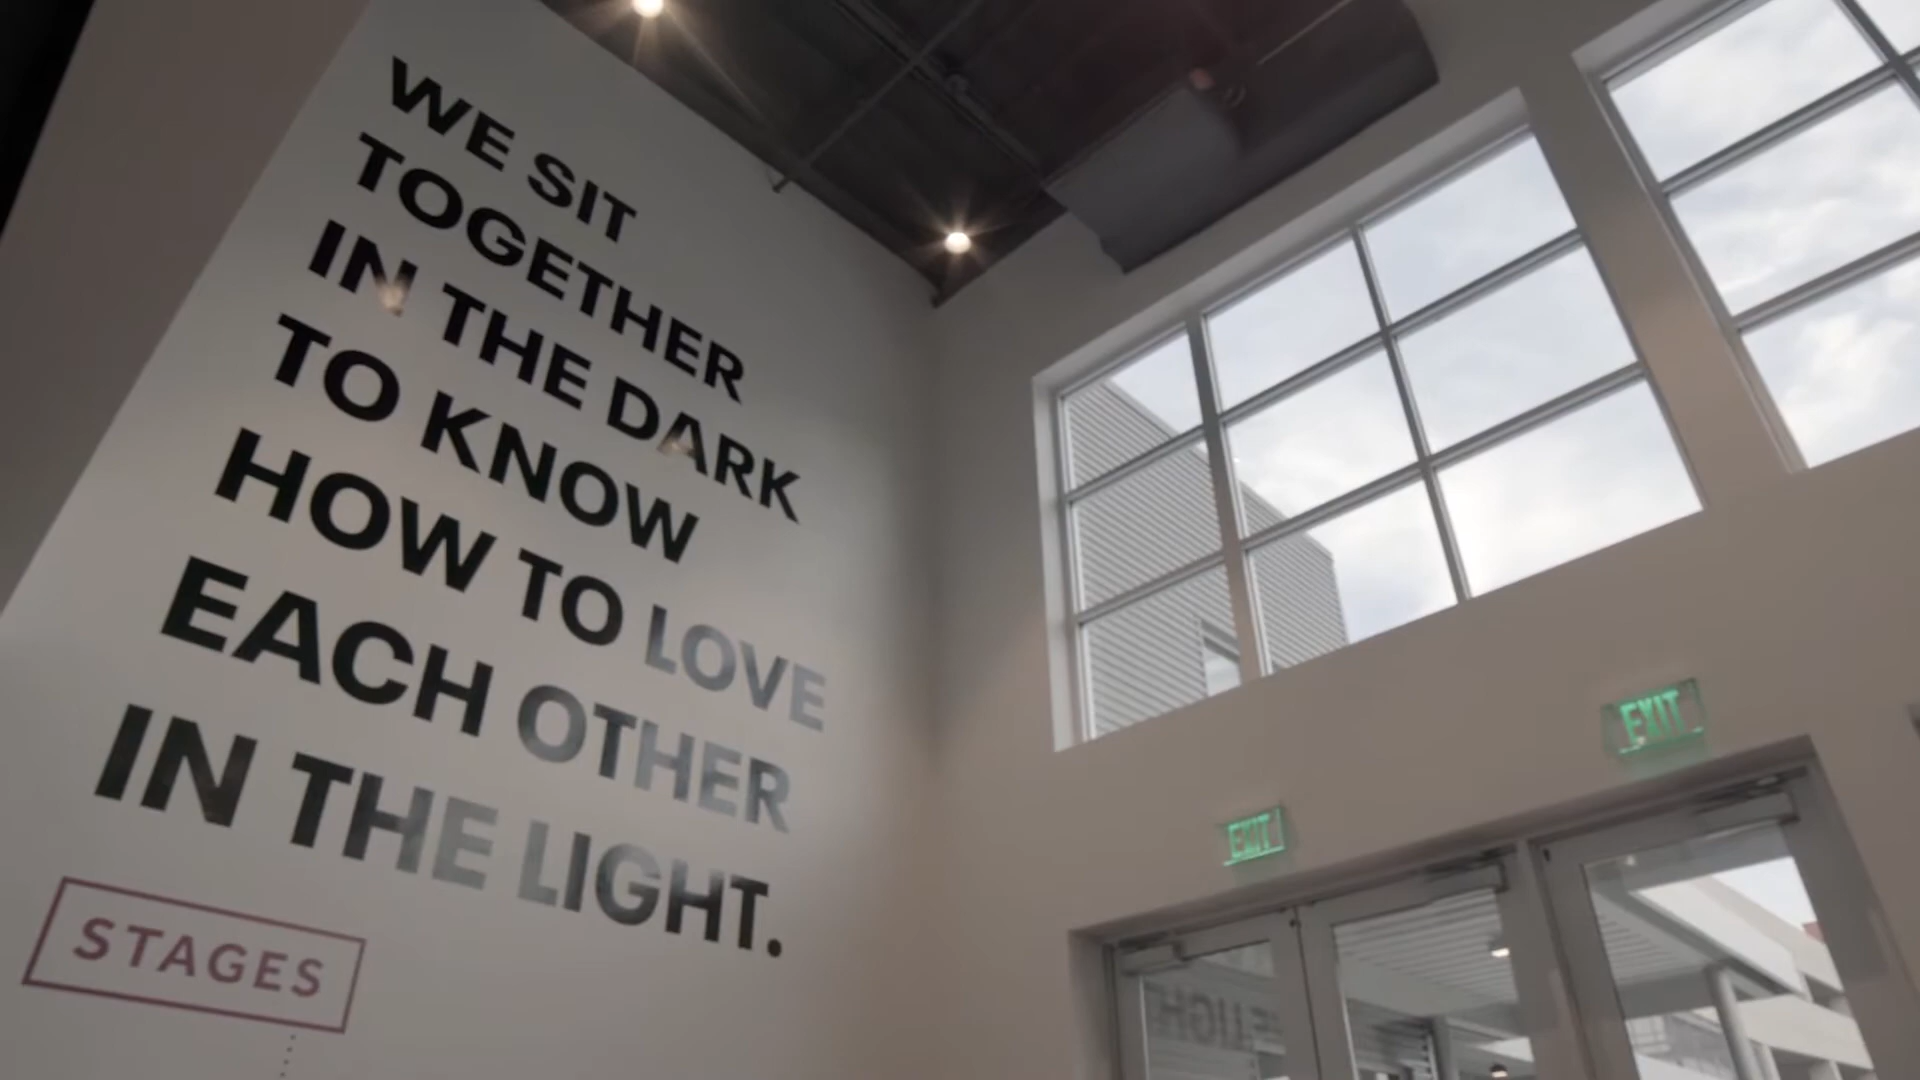 WE SIT
TOGETHER
IN THE DARK
TO KNOW
HOW TO LOVE
EACH OTHER
IN THE LIGHT.
STAGES
EXIT
EXIT